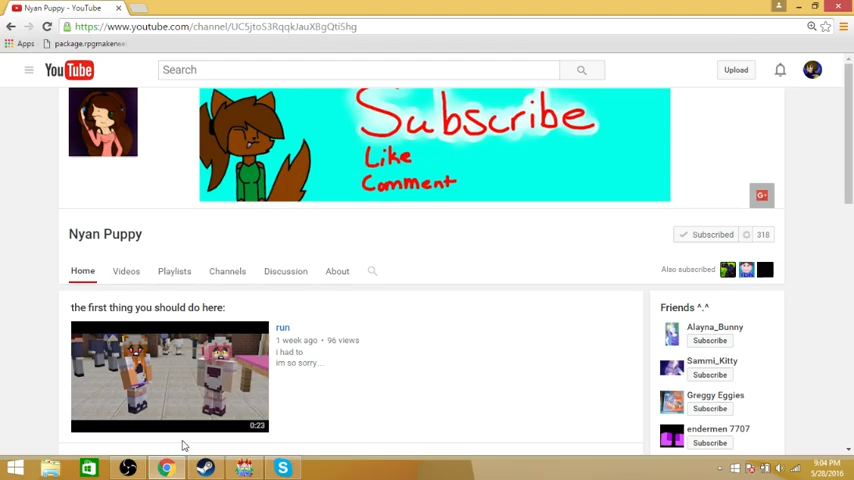 Nyan Puppy - YouTube
https://www.youtube.com/channel/UC5jtoS3RqqkJauXBgQtiShg
Apps
package.rpgmakerwe
YouTube
Search
Upload
Subscribe
Like
Comment
Nyan Puppy
Subscribed 318
Home Videos Playlists Channels Discussion About
Also subscribed
the first thing you should do here:
run
1 week ago • 96 views
i had to
im so sorry...
0:23
Friends ^.^
Alayna_Bunny
Subscribe
Sammi_Kitty
Subscribe
Greggy Eggies
Subscribe
endermen 7707
Subscribe
9:04 PM
5/28/2016